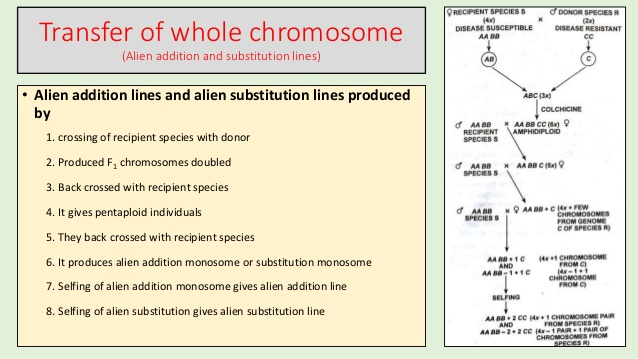 Transfer of whole chromosome
(Alien addition and substitution lines)
• Alien addition lines and alien substitution lines produced
by
1. crossing of recipient species with donor
2. Produced F1 chromosomes doubled
3. Back crossed with recipient species
4. It gives pentaploid individuals
5. They back crossed with recipient species
6. It produces alien addition monosome or substitution monosome
7. Selfing of alien addition monosome gives alien addition line
8. Selfing of alien substitution gives alien substitution line
♀ RECIPIENT SPECIES S ♂ DONOR SPECIES R
(4x) × (2x)
DISEASE SUSCEPTIBLE DISEASE RESISTANT
AA BB CC
AB C
ABC (3x)
COLCHICINE
♂ AA BB × AA BB CC (6x) ♀
RECIPIENT AMPHIDIPLOID
SPECIES S
♂ AA BB × AA BB C (5x) ♀
SPECIES S
♂ AA BB × ♀ AA BB + C (4x + FEW
SPECIES S CHROMOSOMES
FROM GENOME
C OF SPECIES R)
AA BB + 1 C (4x +1 CHROMOSOME
AND FROM C)
AA BB – 1 + 1 C (4x – 1 + 1
CHROMOSOME
FROM C)
SELFING
AA BB + 2 CC (4x + 1 CHROMOSOME PAIR
AND FROM SPECIES R)
AA BB – 2 + 2 CC (4x – 1 PAIR + 1 PAIR OF
CHROMOSOMES FROM
SPECIES R)